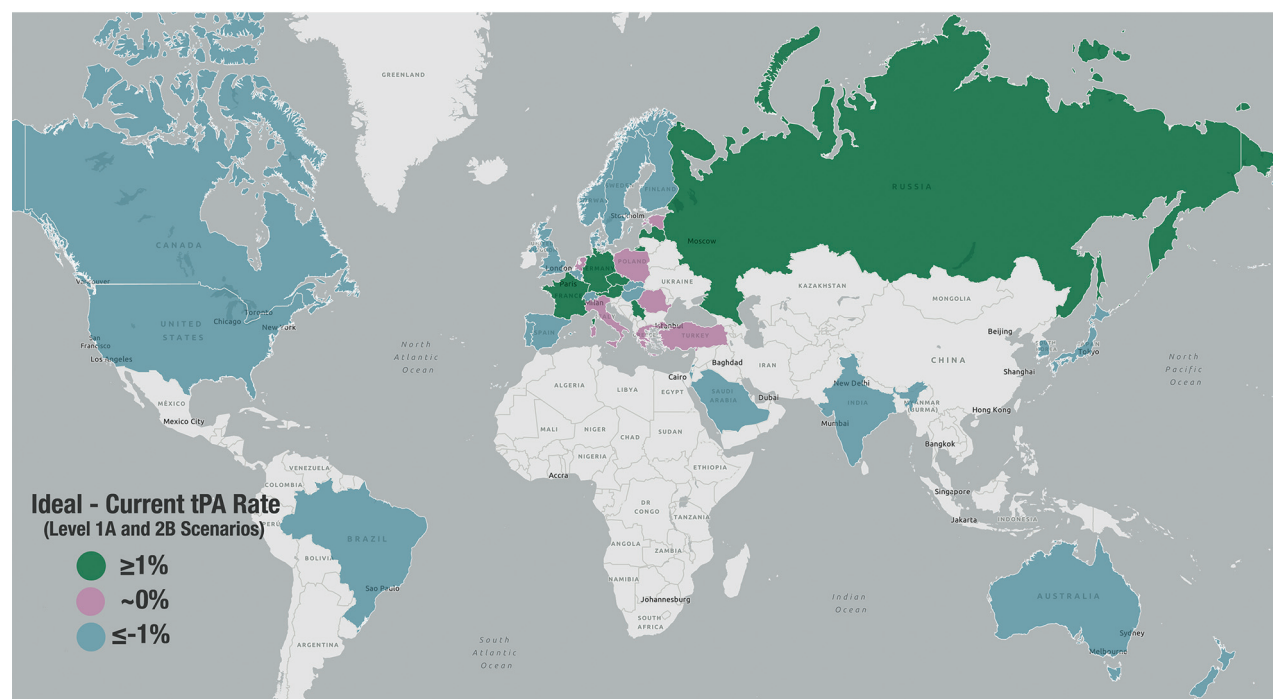 GREENLAND
RUSSIA
FINLAND
Stockholm
Moscow
CANADA
Vancouver
London
POLAND
Paris
FRANCE
UKRAINE
KAZAKHSTAN
MONGOLIA
UNITED
STATES
Chicago
Toronto
New York
San
Francisco
Los Angeles
North
Atlantic
Ocean
SPAIN
Istanbul
TURKEY
Beijing
Tokyo
North
Pacific
Ocean
Baghdad
IRAN
CHINA
Shanghai
Cairo
ALGERIA
LIBYA
EGYPT
SAUDI
ARABIA
Dubai
New Delhi
INDIA
MYANMAR
(BURMA)
Hong Kong
MÉXICO
Mexico City
MALI
NIGER
CHAD
SUDAN
Mumbai
Bangkok
NIGERIA
ETHIOPIA
Accra
VENEZUELA
COLOMBIA
Singapore
Jakarta
INDONESIA
DR
CONGO
TANZANIA
Ideal - Current tPA Rate
(Level 1A and 2B Scenarios)
PERÚ
BRAZIL
BOLIVIA
ANGOLA
ZAMBIA
NAMIBIA
Sao Paulo
Johannesburg
SOUTH
AFRICA
Indian
Ocean
AUSTRALIA
Sydney
Melbourne
South
Atlantic
Ocean
ARGENTINA
≥1%
~0%
≤-1%